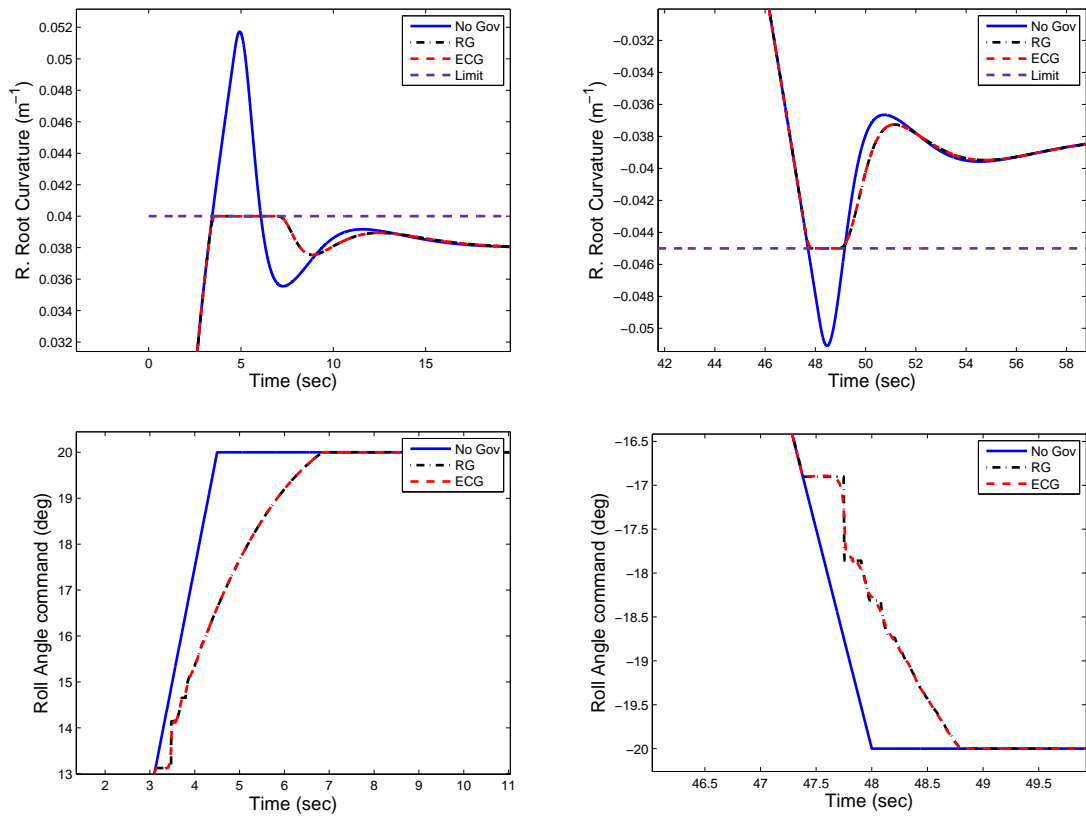 0.052
0.05
0.048
0.046
0.044
0.042
0.04
0.038
0.036
0.034
0.032
R. Root Curvature (m⁻¹)
No Gov
RG
ECG
Limit
0 5 10 15
Time (sec)
−0.032
−0.034
−0.036
−0.038
−0.04
−0.042
−0.044
−0.046
−0.048
−0.05
R. Root Curvature (m⁻¹)
No Gov
RG
ECG
Limit
42 44 46 48 50 52 54 56 58
Time (sec)
20
19
18
17
16
15
14
13
Roll Angle command (deg)
No Gov
RG
ECG
2 3 4 5 6 7 8 9 10 11
Time (sec)
−16.5
−17
−17.5
−18
−18.5
−19
−19.5
−20
Roll Angle command (deg)
No Gov
RG
ECG
46.5 47 47.5 48 48.5 49 49.5
Time (sec)